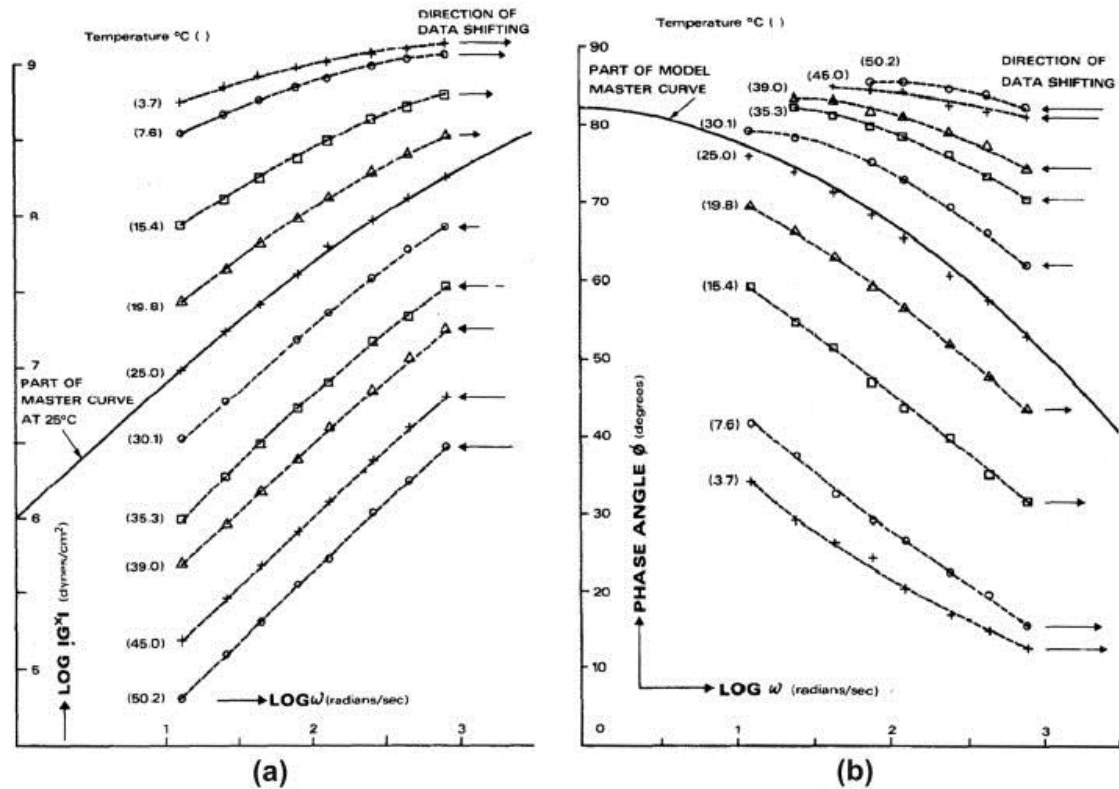 Temperature °C ( )
DIRECTION OF
DATA SHIFTING
9
8
7
6
5
(3.7)
(7.6)
(15.4)
(19.8)
(25.0)
(30.1)
(35.3)
(39.0)
(45.0)
(50.2)
PART OF
MASTER CURVE
AT 25°C
LOG |G*| (dynes/cm²)
LOG ω (radians/sec)
1
2
3
(a)
Temperature °C ( )
90
80
70
60
50
40
30
20
10
PART OF MODEL
MASTER CURVE
DIRECTION OF
DATA SHIFTING
(50.2)
(45.0)
(39.0)
(35.3)
(30.1)
(25.0)
(19.8)
(15.4)
(7.6)
(3.7)
PHASE ANGLE Ø (degrees)
LOG ω (radians/sec)
0
1
2
3
(b)